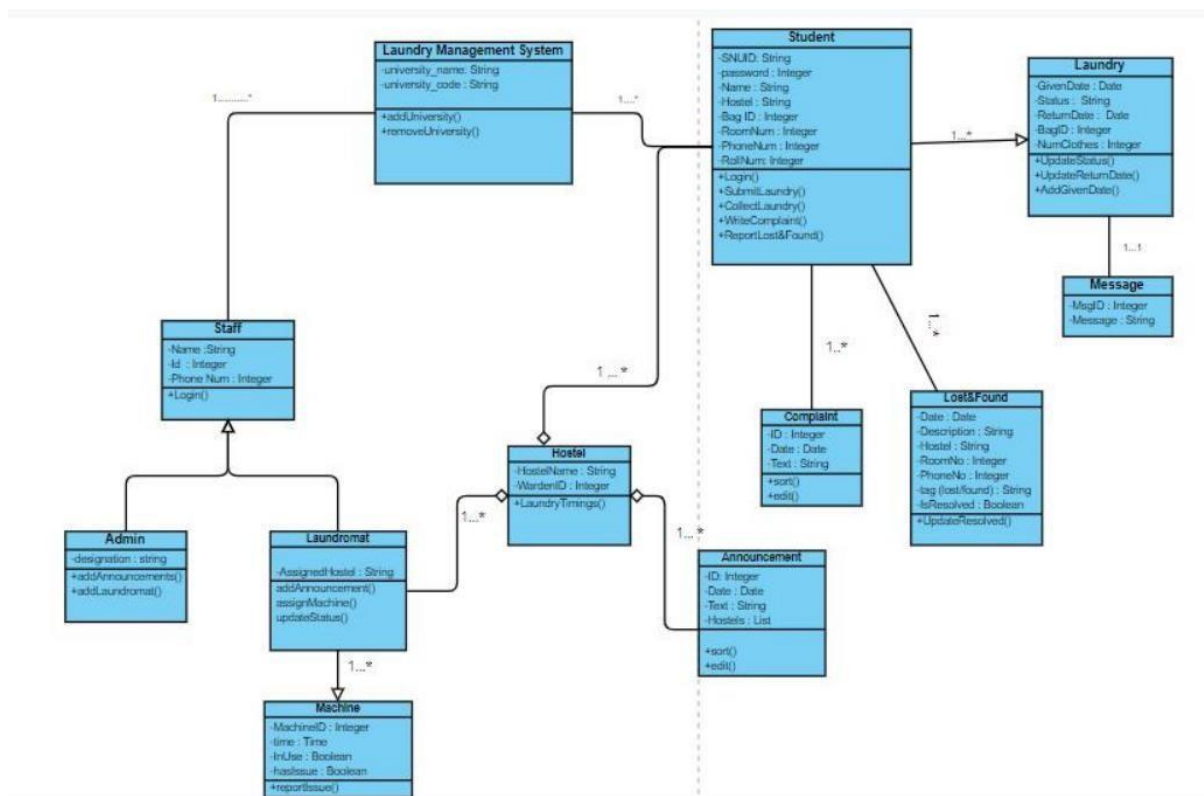 Laundry Management System
-university_name: String
-university_code : String
+addUniversity()
+removeUniversity()
1..........*
1....*
Student
-SNUID: String
-password : Integer
-Name : String
-Hostel : String
-Bag ID : Integer
-RoomNum : Integer
-PhoneNum : Integer
-RollNum: Integer
+Login()
+SubmitLaundry()
+CollectLaundry()
+WriteComplaint()
+ReportLost&Found()
1...*
Laundry
-GivenDate : Date
-Status : String
-ReturnDate : Date
-BagID : Integer
-NumClothes : Integer
+UpdateStatus()
+UpdateReturnDate()
+AddGivenDate()
1...1
Message
-MsgID : Integer
-Message : String
Staff
-Name :String
-Id : Integer
-Phone Num : Integer
+Login()
1 ... *
1..*
1...*
Complaint
-ID : Integer
-Date : Date
-Text : String
+sort()
+edit()
Lost&Found
-Date : Date
-Description : String
-Hostel : String
-RoomNo : Integer
-PhoneNo : Integer
-tag (lost/found) : String
-IsResolved : Boolean
+UpdateResolved()
Hostel
-HostelName : String
-WardenID : Integer
+LaundryTimings()
1...*
1... *
Admin
-designation : string
+addAnnouncements()
+addLaundromat()
Laundromat
-AssignedHostel : String
addAnnouncement()
assignMachine()
updateStatus()
Announcement
-ID: Integer
-Date : Date
-Text : String
-Hostels : List
+sort()
+edit()
1...*
Machine
-MachineID : Integer
-time : Time
-InUse : Boolean
-hasIssue : Boolean
+reportIssue()